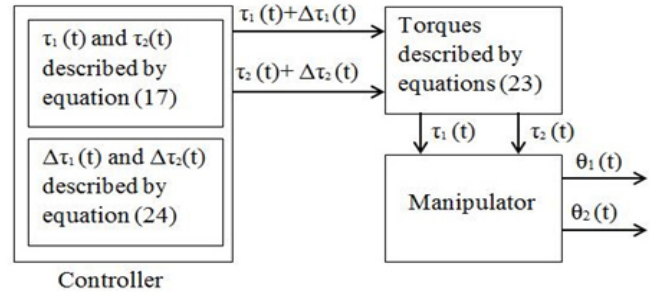 τ₁ (t) and τ₂(t)
described by
equation (17)
Δτ₁ (t) and Δτ₂(t)
described by
equation (24)
Controller
τ₁ (t)+Δτ₁ (t)
τ₂ (t)+ Δτ₂ (t)
Torques
described by
equations (23)
τ₁ (t)
τ₂ (t)
Manipulator
θ₁ (t)
θ₂ (t)